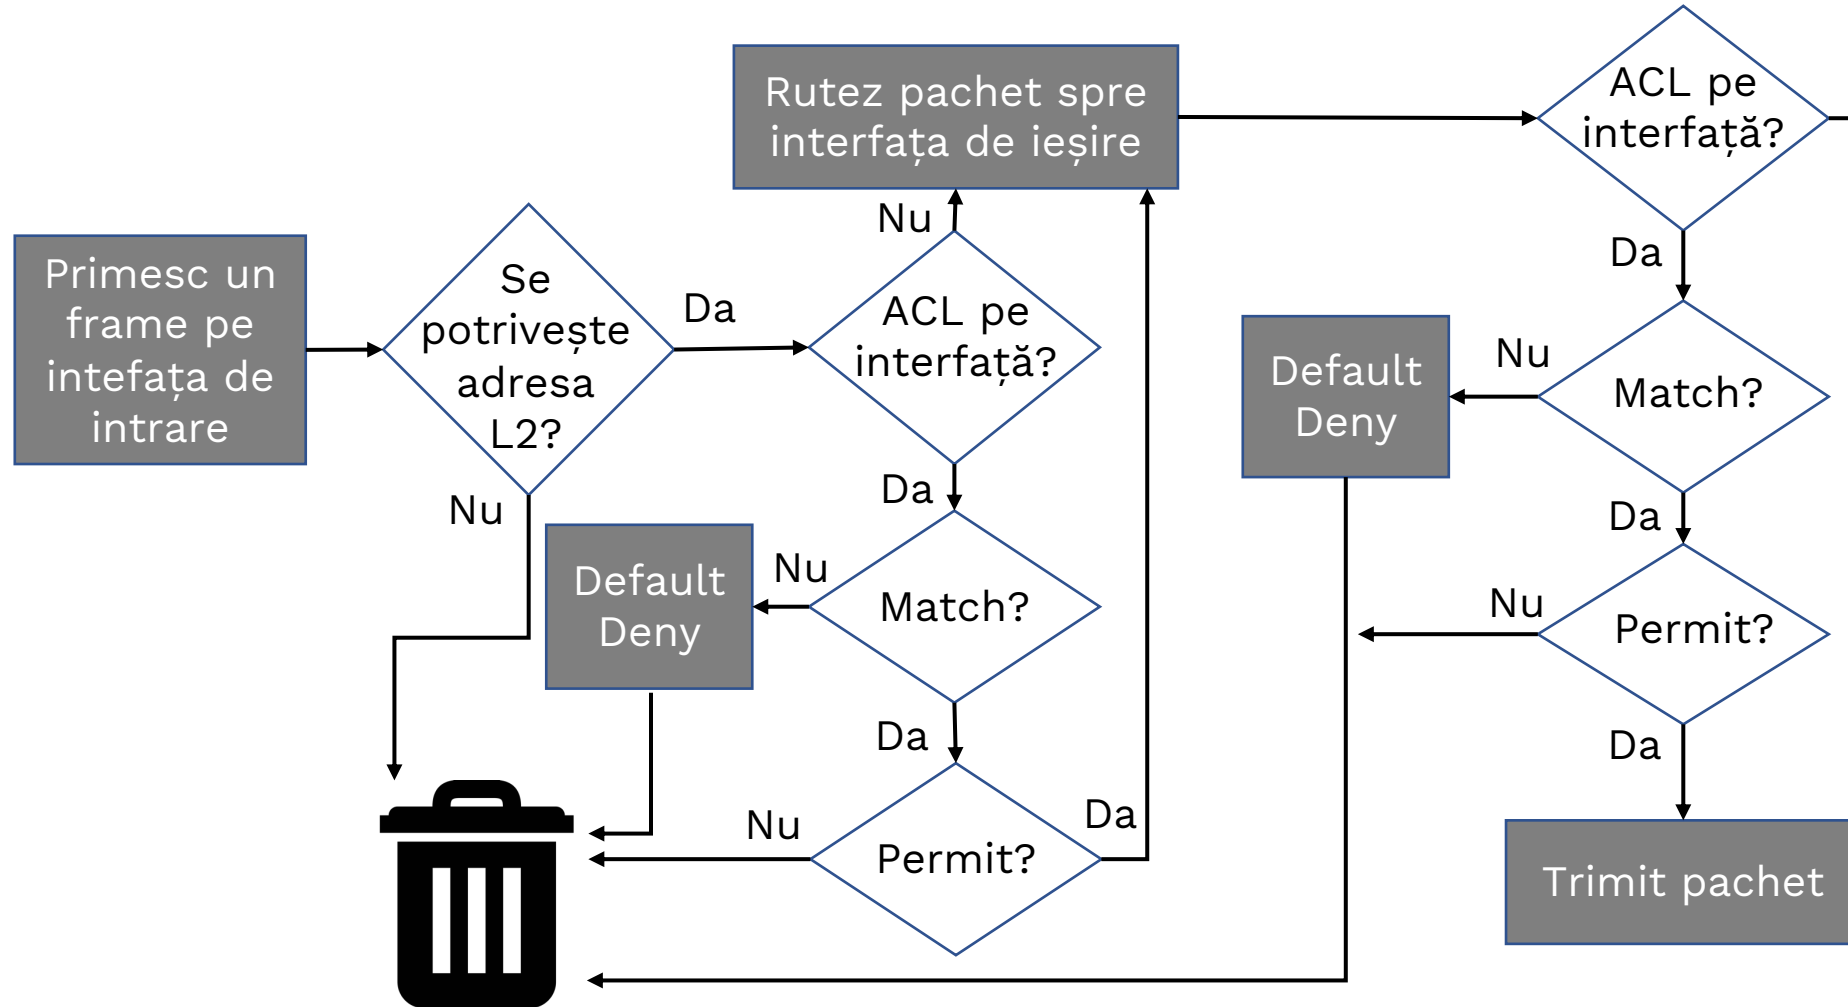 Primesc un
frame pe
intefața de
intrare
Se
potrivește
adresa
L2?
Da
Nu
ACL pe
interfață?
Nu
Da
Rutez pachet spre
interfața de ieșire
Match?
Nu
Default
Deny
Da
Permit?
Nu
Da
ACL pe
interfață?
Da
Match?
Nu
Default
Deny
Da
Permit?
Nu
Da
Trimit pachet